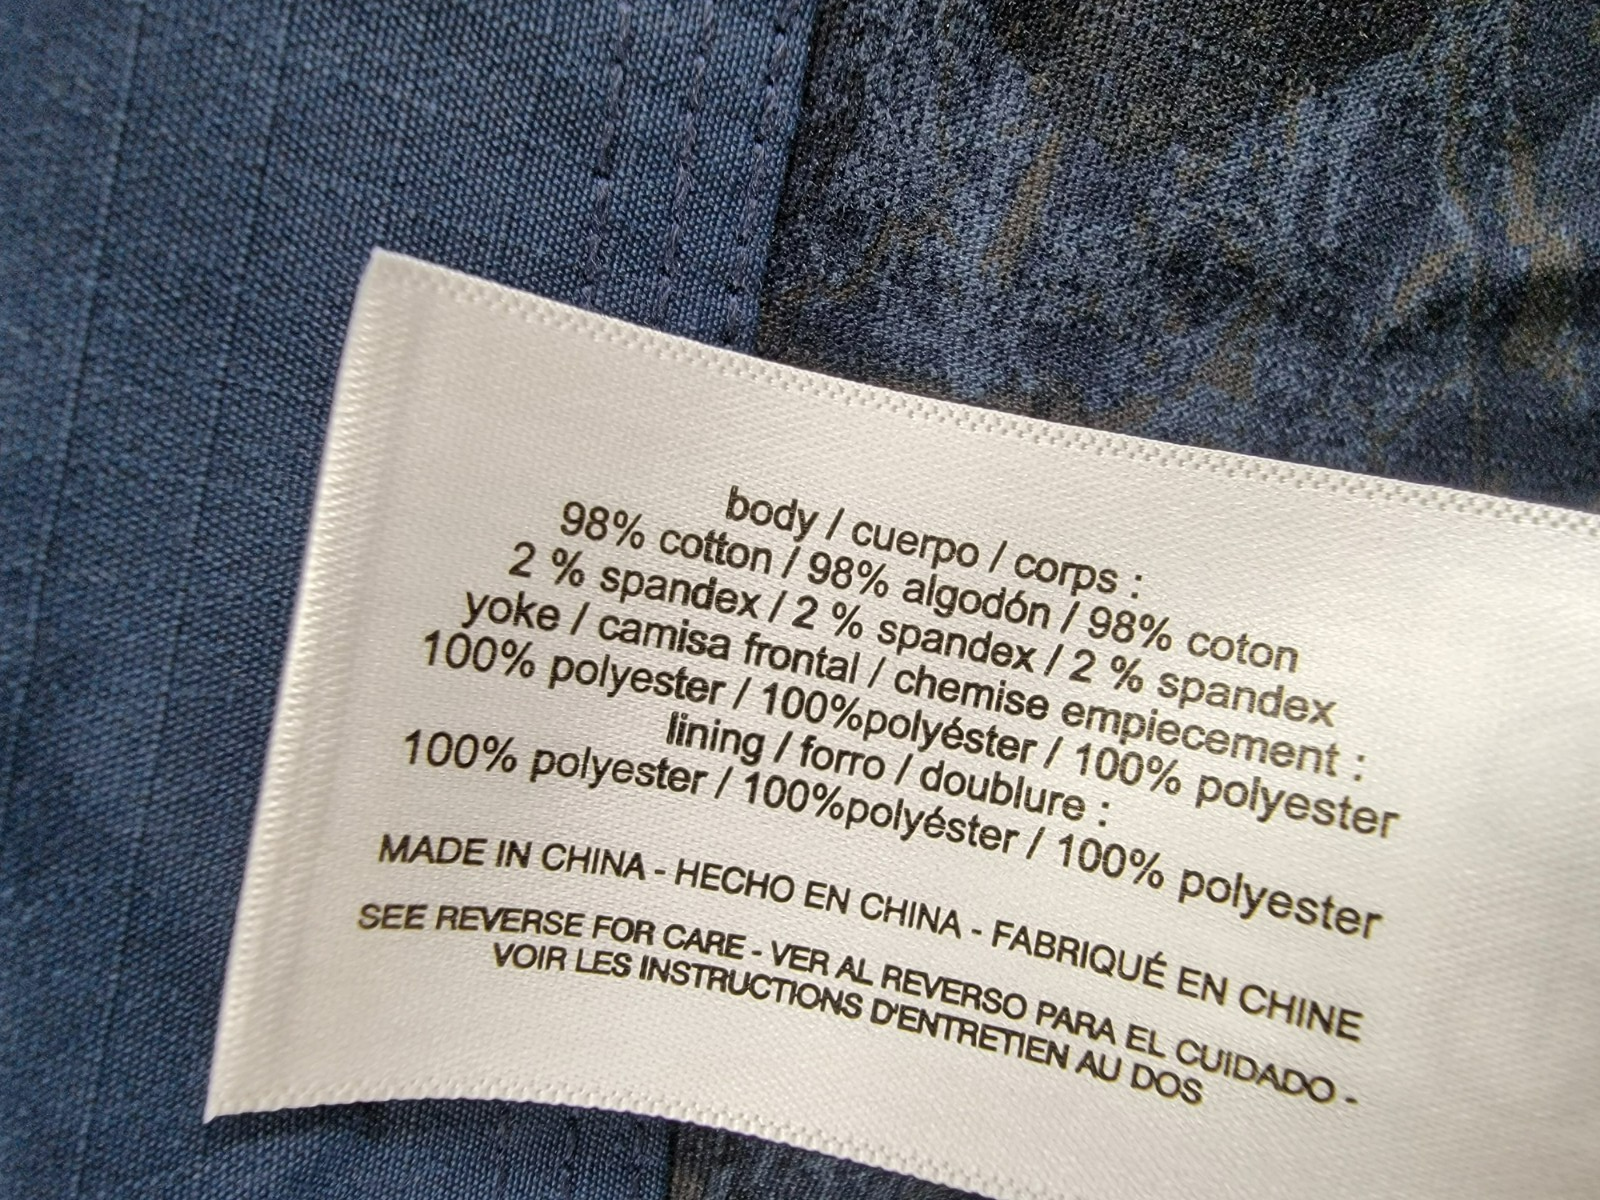 body / cuerpo / corps :
98% cotton / 98% algodón / 98% coton
2 % spandex / 2 % spandex / 2 % spandex
yoke / camisa frontal / chemise empiecement :
100% polyester / 100%polyéster / 100% polyester
lining / forro / doublure :
100% polyester / 100%polyéster / 100% polyester
MADE IN CHINA - HECHO EN CHINA - FABRIQUÉ EN CHINE
SEE REVERSE FOR CARE - VER AL REVERSO PARA EL CUIDADO -
VOIR LES INSTRUCTIONS D'ENTRETIEN AU DOS